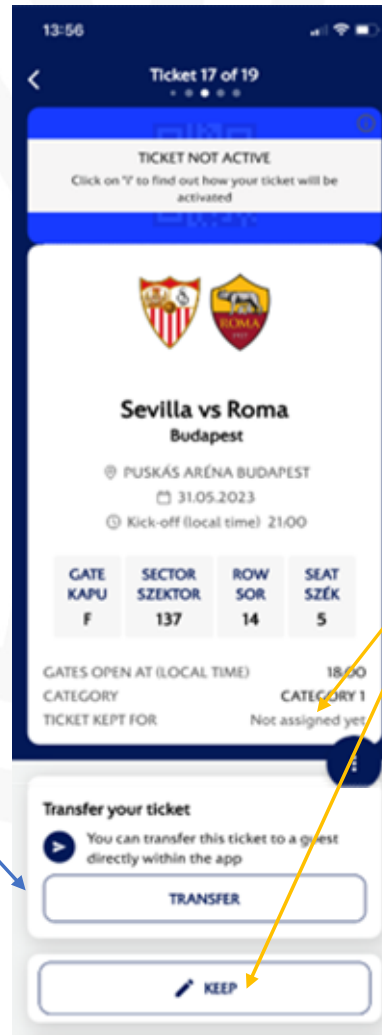 13:56
Ticket 17 of 19
TICKET NOT ACTIVE
Click on 'i' to find out how your ticket will be
activated
ROMA
Sevilla vs Roma
Budapest
PUSKÁS ARÉNA BUDAPEST
31.05.2023
Kick-off (local time) 21:00
GATE SECTOR ROW SEAT
KAPU SZEKTOR SOR SZÉK
F 137 14 5
GATES OPEN AT (LOCAL TIME) 18:00
CATEGORY CATEGORY 1
TICKET KEPT FOR Not assigned yet
Transfer your ticket
You can transfer this ticket to a guest
directly within the app
TRANSFER
KEEP